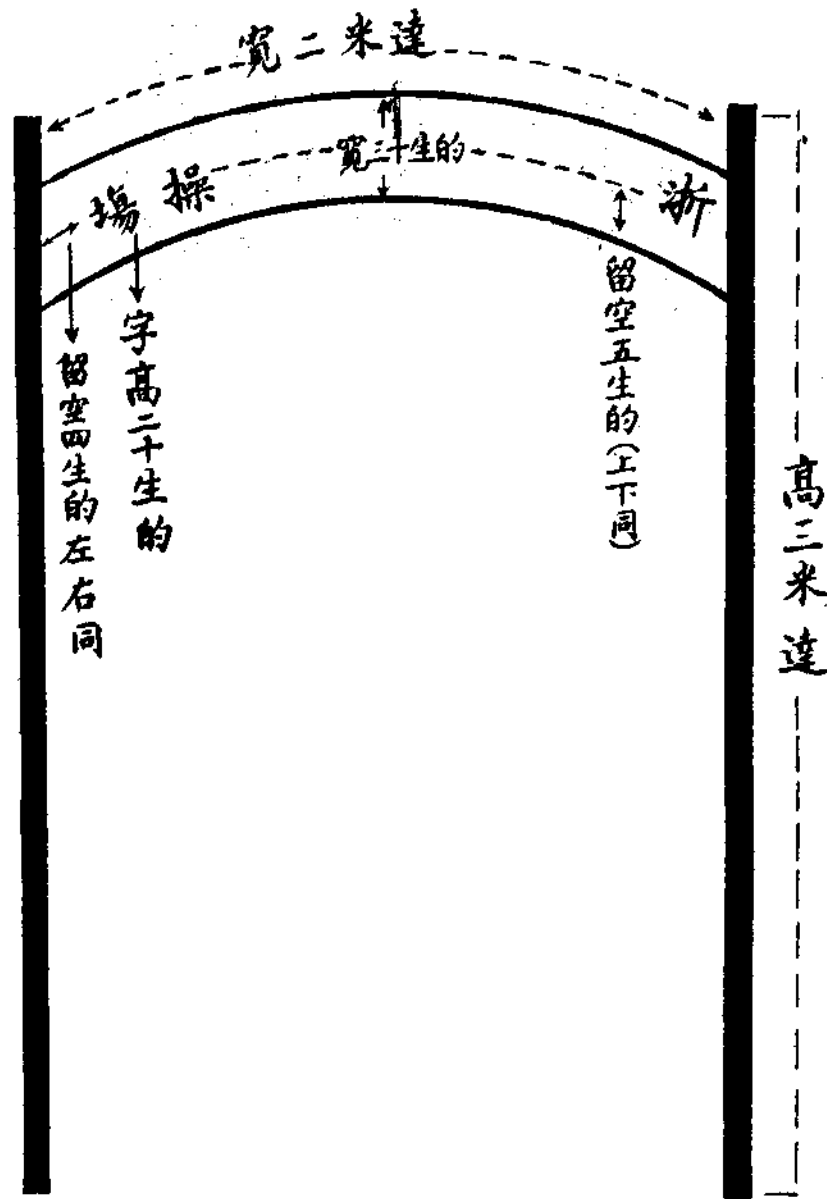 寬二米達
寬三十生的
浙
操場
留空五生的(上下同)
字高二十生的
留空四生的左右同
高三米達